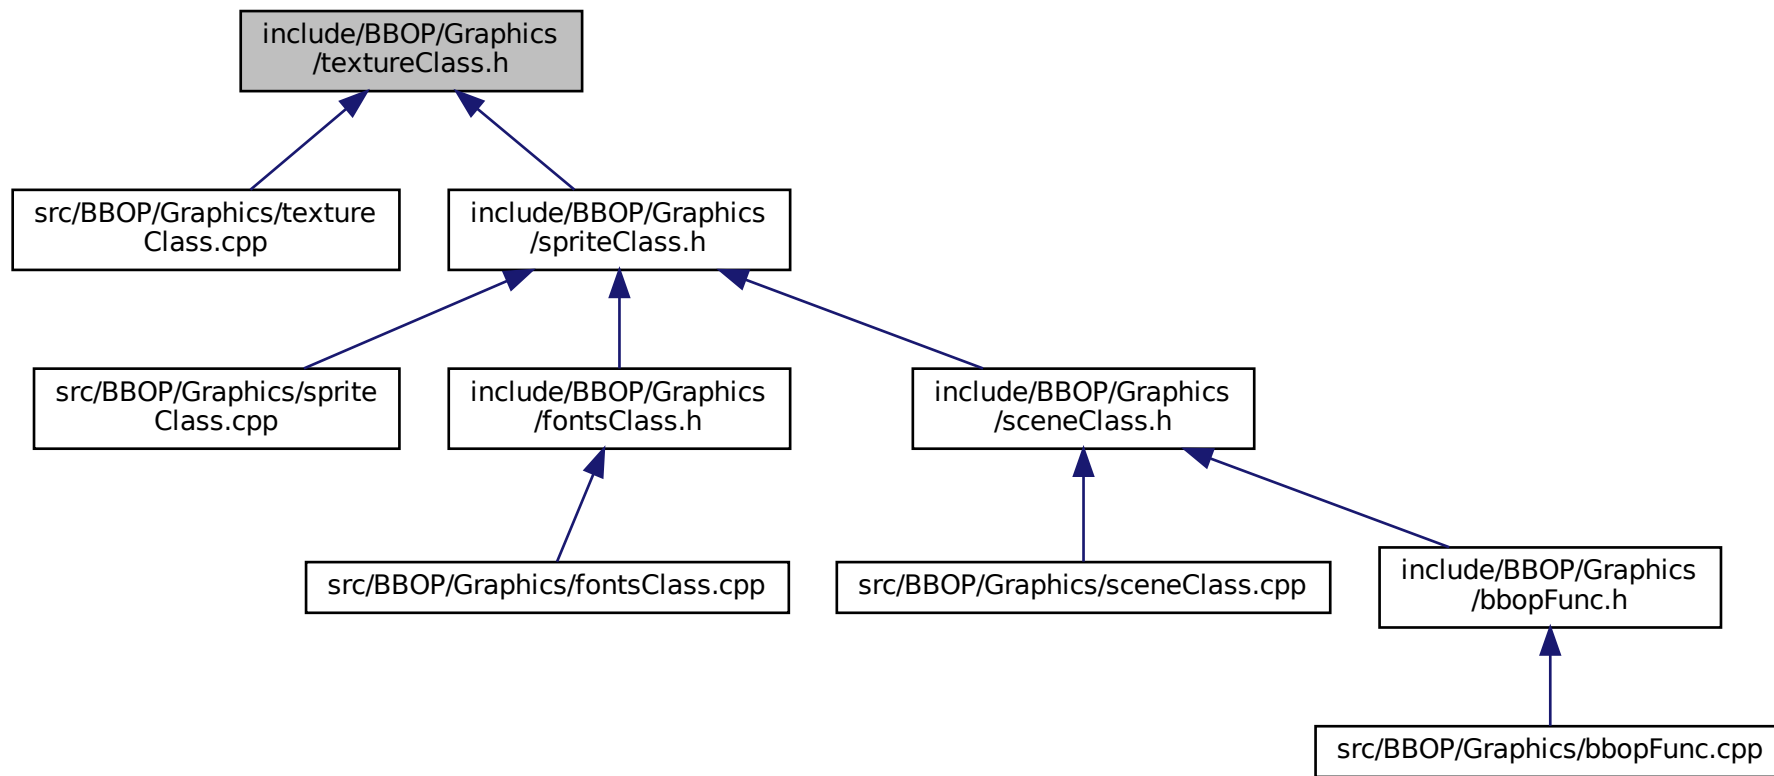 include/BBOP/Graphics
/textureClass.h
src/BBOP/Graphics/texture
Class.cpp
include/BBOP/Graphics
/spriteClass.h
src/BBOP/Graphics/sprite
Class.cpp
include/BBOP/Graphics
/fontsClass.h
include/BBOP/Graphics
/sceneClass.h
src/BBOP/Graphics/fontsClass.cpp
src/BBOP/Graphics/sceneClass.cpp
include/BBOP/Graphics
/bbopFunc.h
src/BBOP/Graphics/bbopFunc.cpp